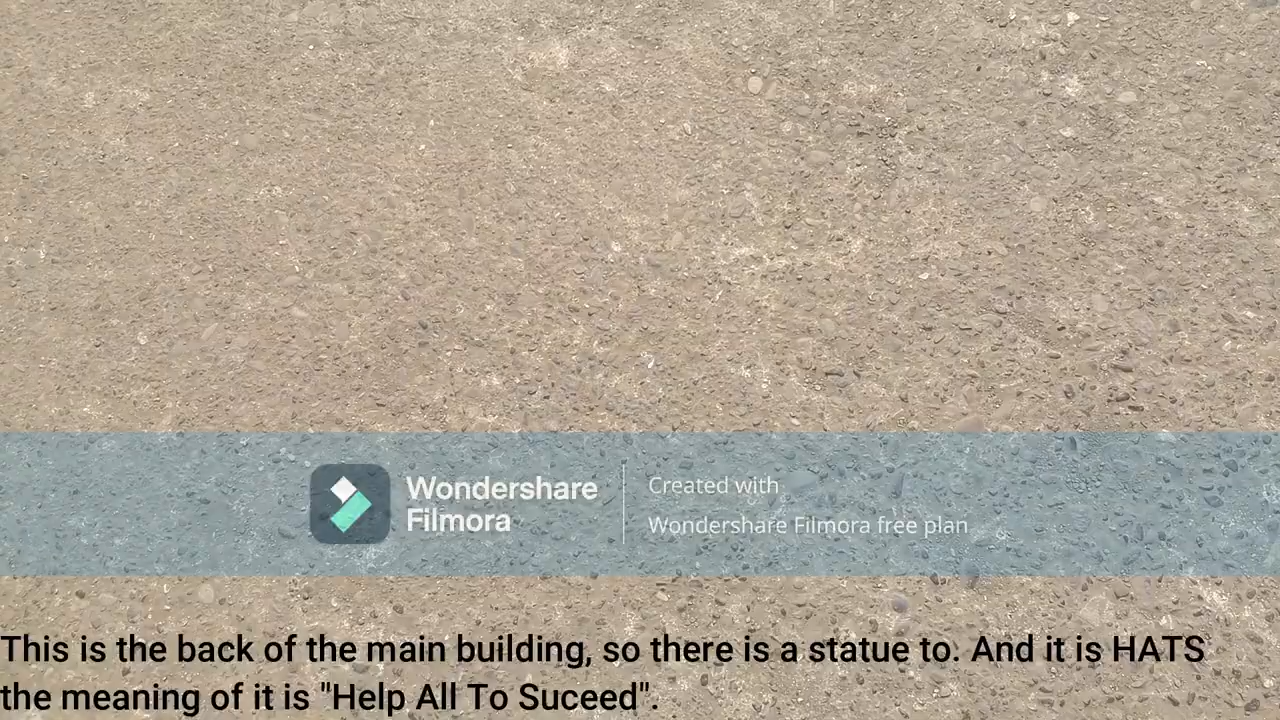 Wondershare
Filmora
Created with
Wondershare Filmora free plan
This is the back of the main building, so there is a statue to. And it is HATS
the meaning of it is "Help All To Suceed".